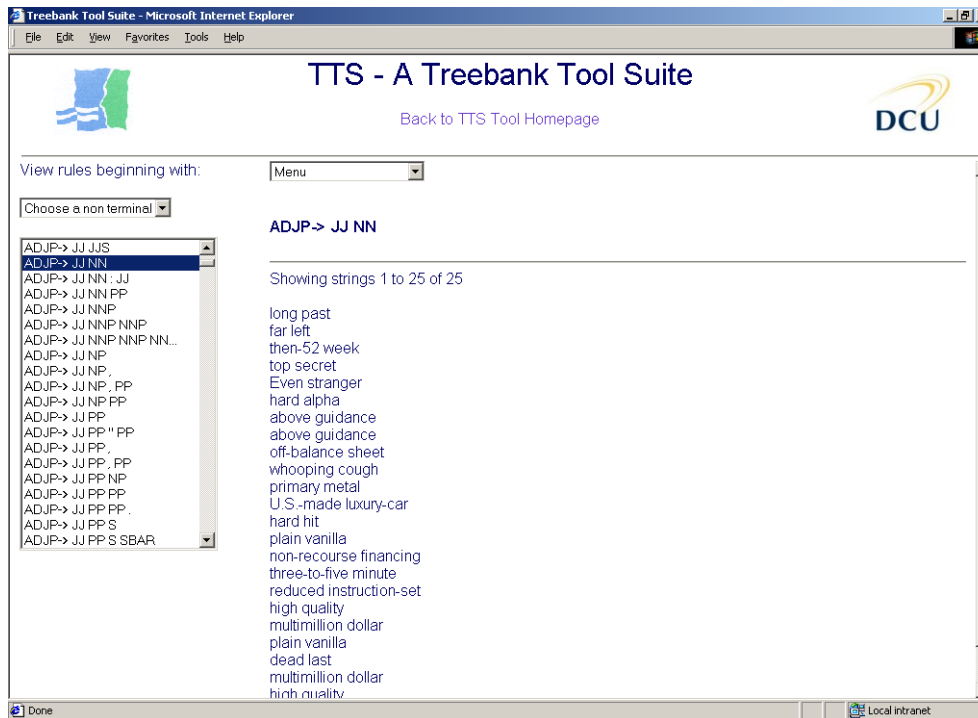 Treebank Tool Suite - Microsoft Internet Explorer
File Edit View Favorites Tools Help
TTS - A Treebank Tool Suite
Back to TTS Tool Homepage
DCU
View rules beginning with:
Menu
Choose a non terminal
ADJP-> JJ NN
ADJP-> JJ JJS
ADJP-> JJ NN
ADJP-> JJ NN : JJ
ADJP-> JJ NN PP
ADJP-> JJ NNP
ADJP-> JJ NNP NNP
ADJP-> JJ NNP NNP NN...
ADJP-> JJ NP
ADJP-> JJ NP ,
ADJP-> JJ NP , PP
ADJP-> JJ NP PP
ADJP-> JJ PP
ADJP-> JJ PP " PP
ADJP-> JJ PP ,
ADJP-> JJ PP , PP
ADJP-> JJ PP NP
ADJP-> JJ PP PP
ADJP-> JJ PP PP .
ADJP-> JJ PP S
ADJP-> JJ PP S SBAR
Showing strings 1 to 25 of 25
long past
far left
then-52 week
top secret
Even stranger
hard alpha
above guidance
above guidance
off-balance sheet
whooping cough
primary metal
U.S.-made luxury-car
hard hit
plain vanilla
non-recourse financing
three-to-five minute
reduced instruction-set
high quality
multimillion dollar
plain vanilla
dead last
multimillion dollar
high quality
Done
Local intranet